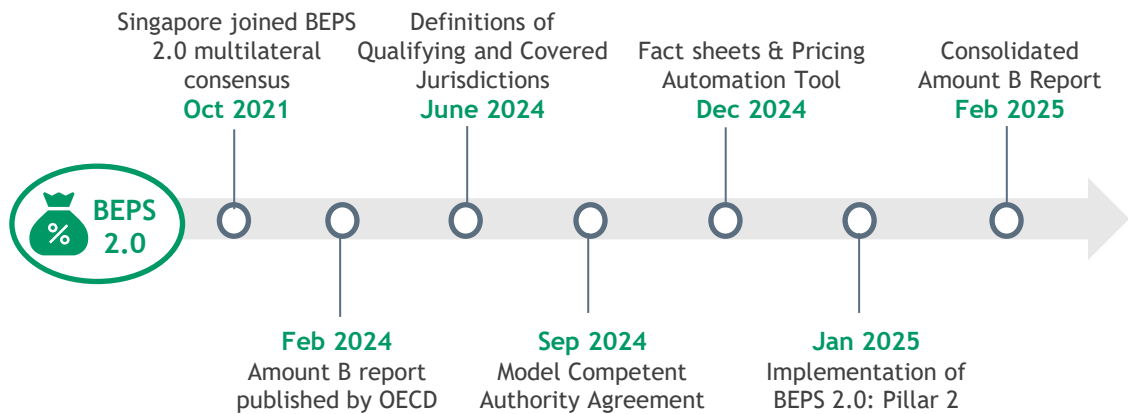 Singapore joined BEPS
2.0 multilateral
consensus
Oct 2021
Definitions of
Qualifying and Covered
Jurisdictions
June 2024
Fact sheets & Pricing
Automation Tool
Dec 2024
Consolidated
Amount B Report
Feb 2025
%
BEPS
2.0
Feb 2024
Amount B report
published by OECD
Sep 2024
Model Competent
Authority Agreement
Jan 2025
Implementation of
BEPS 2.0: Pillar 2